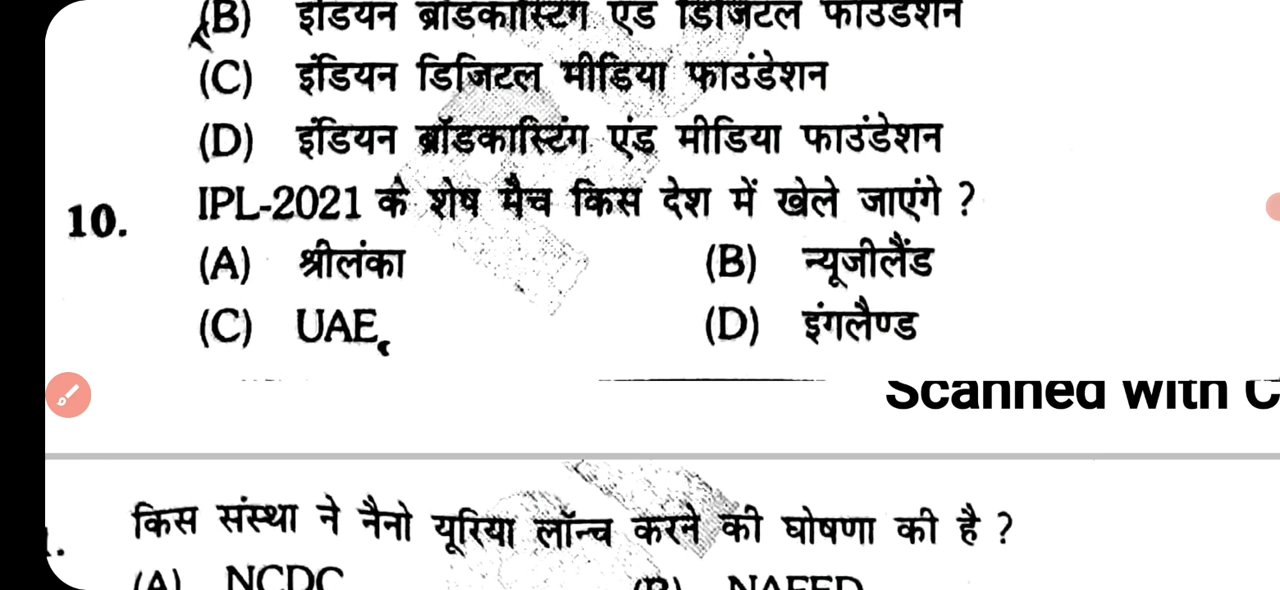 (B) इंडियन ब्रॉडकास्टिंग एंड डिजिटल फाउंडेशन
(C) इंडियन डिजिटल मीडिया फाउंडेशन
(D) इंडियन ब्रॉडकास्टिंग एंड मीडिया फाउंडेशन
10. IPL-2021 के शेष मैच किस देश में खेले जाएंगे ?
(A) श्रीलंका (B) न्यूजीलैंड
(C) UAE (D) इंगलैण्ड
Scanned with C
किस संस्था ने नैनो यूरिया लॉन्च करने की घोषणा की है ?
(A) NCDC (B) NAFED